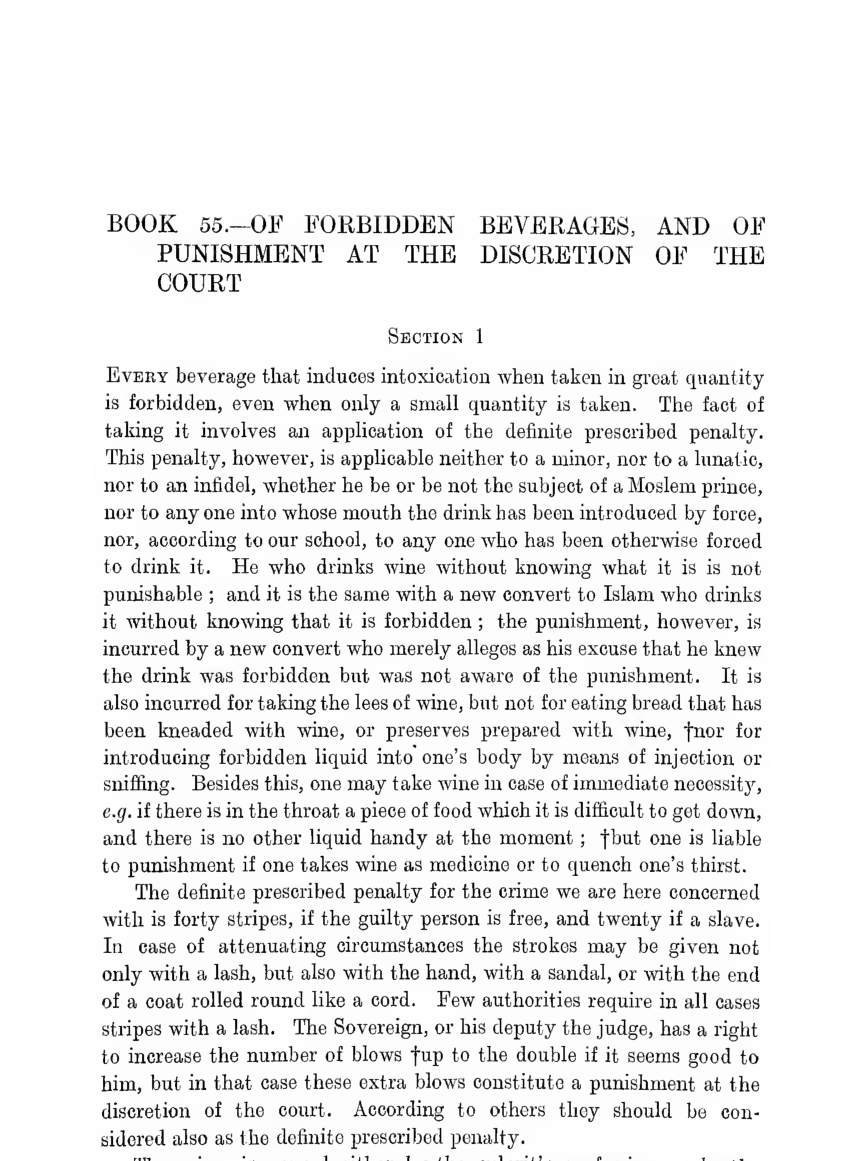 BOOK 55.—OF FORBIDDEN BEVERAGES, AND OF
PUNISHMENT AT THE DISCRETION OF THE
COURT
SECTION 1
EVERY beverage that induces intoxication when taken in great quantity
is forbidden, even when only a small quantity is taken. The fact of
taking it involves an application of the definite prescribed penalty.
This penalty, however, is applicable neither to a minor, nor to a lunatic,
nor to an infidel, whether he be or be not the subject of a Moslem prince,
nor to any one into whose mouth the drink has been introduced by force,
nor, according to our school, to any one who has been otherwise forced
to drink it. He who drinks wine without knowing what it is is not
punishable ; and it is the same with a new convert to Islam who drinks
it without knowing that it is forbidden ; the punishment, however, is
incurred by a new convert who merely alleges as his excuse that he knew
the drink was forbidden but was not aware of the punishment. It is
also incurred for taking the lees of wine, but not for eating bread that has
been kneaded with wine, or preserves prepared with wine, †nor for
introducing forbidden liquid into one's body by means of injection or
sniffing. Besides this, one may take wine in case of immediate necessity,
e.g. if there is in the throat a piece of food which it is difficult to get down,
and there is no other liquid handy at the moment ; †but one is liable
to punishment if one takes wine as medicine or to quench one's thirst.
The definite prescribed penalty for the crime we are here concerned
with is forty stripes, if the guilty person is free, and twenty if a slave.
In case of attenuating circumstances the strokes may be given not
only with a lash, but also with the hand, with a sandal, or with the end
of a coat rolled round like a cord. Few authorities require in all cases
stripes with a lash. The Sovereign, or his deputy the judge, has a right
to increase the number of blows †up to the double if it seems good to
him, but in that case these extra blows constitute a punishment at the
discretion of the court. According to others they should be con-
sidered also as the definite prescribed penalty.